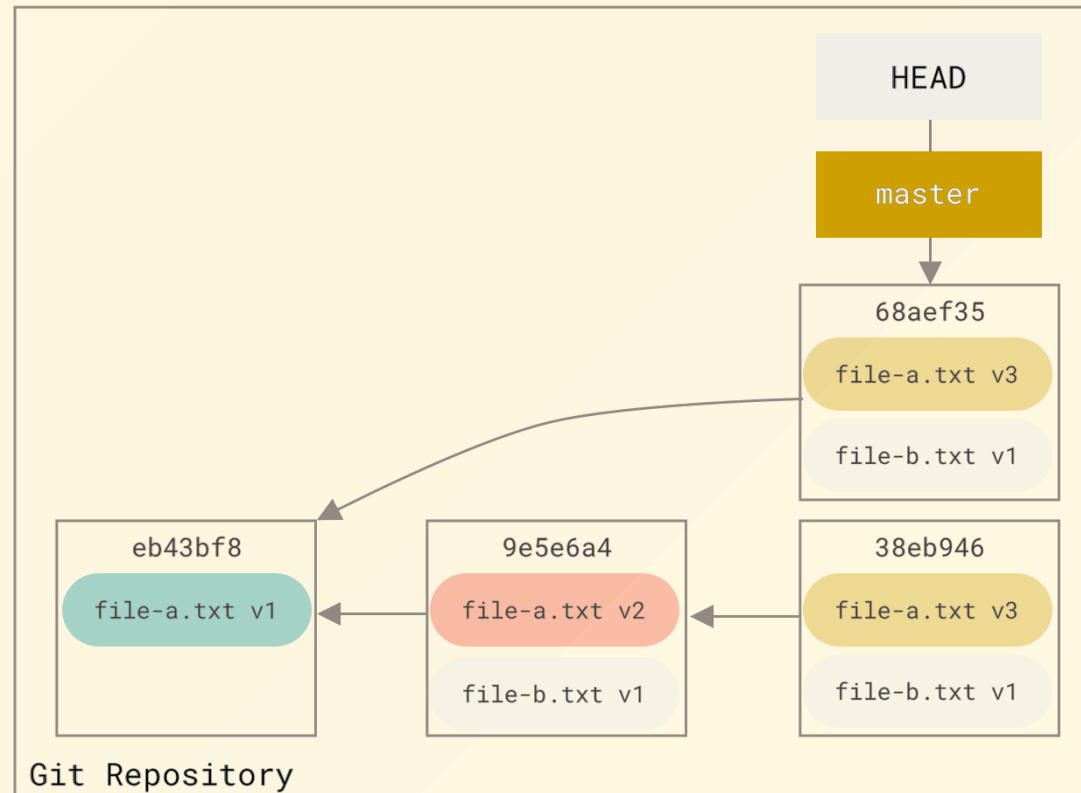 HEAD
master
68aef35
file-a.txt v3
file-b.txt v1
eb43bf8
file-a.txt v1
9e5e6a4
file-a.txt v2
file-b.txt v1
38eb946
file-a.txt v3
file-b.txt v1
Git Repository